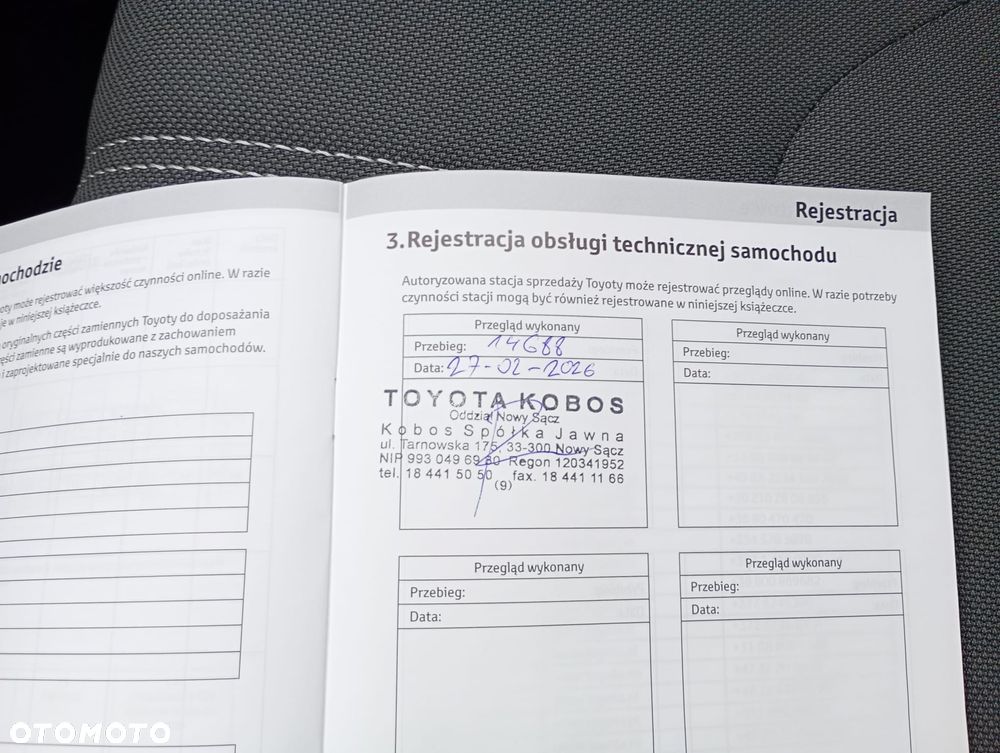 ochodzie
oty może rejestrować większość czynności online. W razie
je w niniejszej książeczce.
oryginalnych części zamiennych Toyoty do doposażania
ęści zamienne są wyprodukowane z zachowaniem
i zaprojektowane specjalnie do naszych samochodów.
Rejestracja
3.Rejestracja obsługi technicznej samochodu
Autoryzowana stacja sprzedaży Toyoty może rejestrować przeglądy online. W razie potrzeby
czynności stacji mogą być również rejestrowane w niniejszej książeczce.
Przegląd wykonany
Przebieg: 14688
Data: 27-02-2026
TOYOTA KOBOS
Oddział Nowy Sącz
Kobos Spółka Jawna
ul. Tarnowska 175, 33-300 Nowy Sącz
NIP 993 049 69 80 Regon 120341952
tel. 18 441 50 50 fax. 18 441 11 66
(9)
Przegląd wykonany
Przebieg:
Data:
Przegląd wykonany
Przebieg:
Data:
Przegląd wykonany
Przebieg:
Data:
OTOMOTO